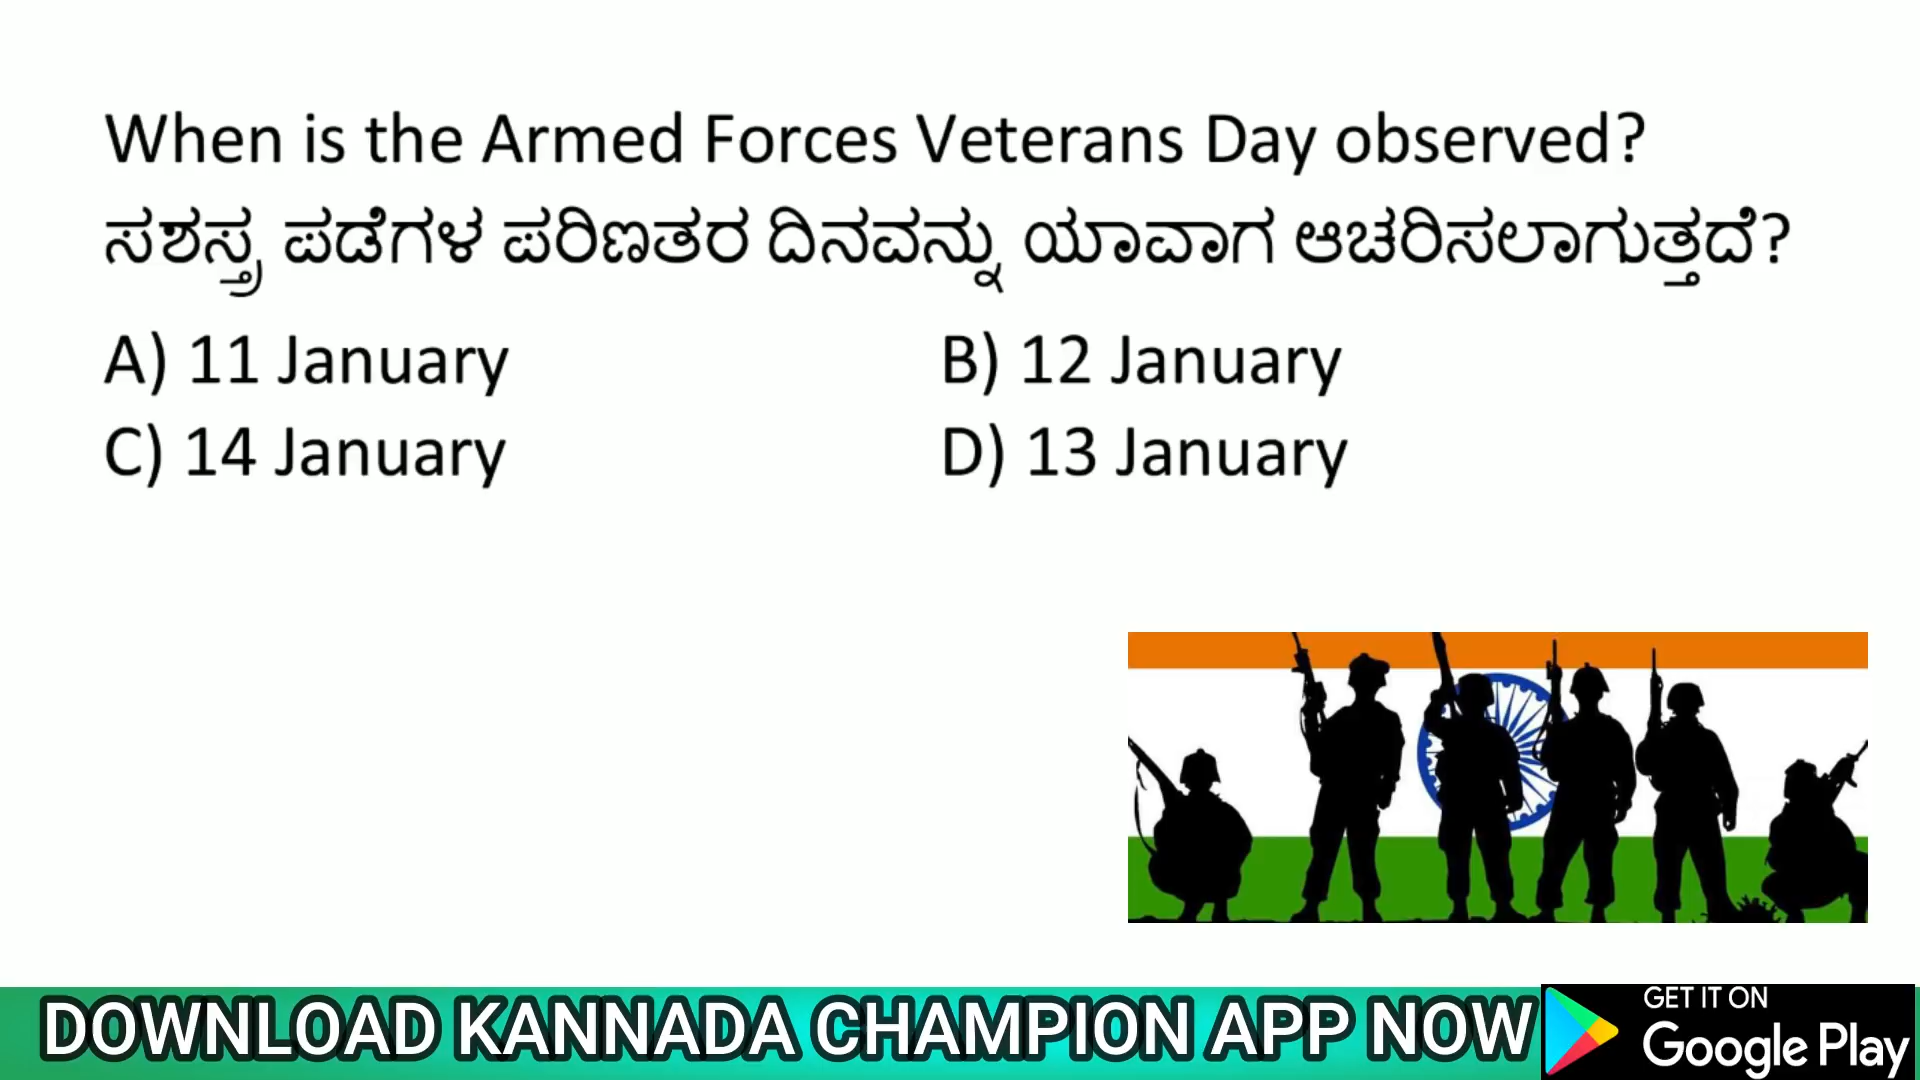 When is the Armed Forces Veterans Day observed?
ಸಶಸ್ತ್ರ ಪಡೆಗಳ ಪರಿಣತರ ದಿನವನ್ನು ಯಾವಾಗ ಆಚರಿಸಲಾಗುತ್ತದೆ?
A) 11 January B) 12 January
C) 14 January D) 13 January
DOWNLOAD KANNADA CHAMPION APP NOW
GET IT ON
Google Play